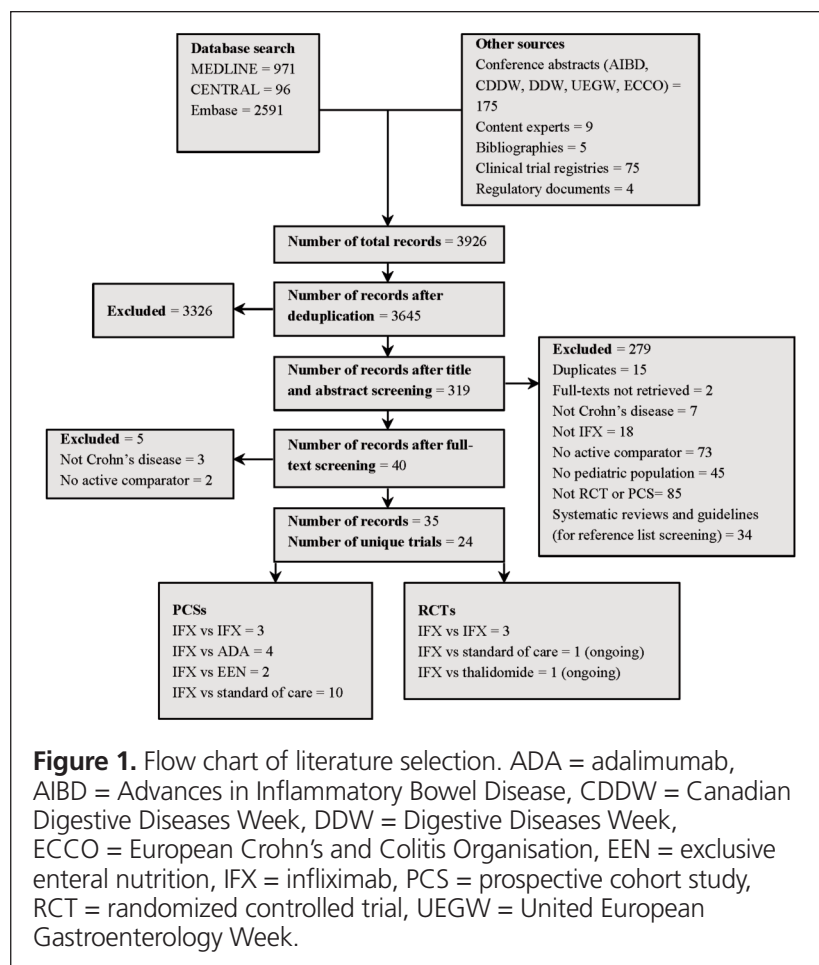 Database search
MEDLINE = 971
CENTRAL = 96
Embase = 2591
Other sources
Conference abstracts (AIBD,
CDDW, DDW, UEGW, ECCO) =
175
Content experts = 9
Bibliographies = 5
Clinical trial registries = 75
Regulatory documents = 4
Number of total records = 3926
Excluded = 3326
Number of records after
deduplication = 3645
Number of records after title
and abstract screening = 319
Excluded = 279
Duplicates = 15
Full-texts not retrieved = 2
Not Crohn's disease = 7
Not IFX = 18
No active comparator = 73
No pediatric population = 45
Not RCT or PCS= 85
Systematic reviews and guidelines
(for reference list screening) = 34
Excluded = 5
Not Crohn's disease = 3
No active comparator = 2
Number of records after full-
text screening = 40
Number of records = 35
Number of unique trials = 24
PCSs
IFX vs IFX = 3
IFX vs ADA = 4
IFX vs EEN = 2
IFX vs standard of care = 10
RCTs
IFX vs IFX = 3
IFX vs standard of care = 1 (ongoing)
IFX vs thalidomide = 1 (ongoing)
Figure 1. Flow chart of literature selection. ADA = adalimumab,
AIBD = Advances in Inflammatory Bowel Disease, CDDW = Canadian
Digestive Diseases Week, DDW = Digestive Diseases Week,
ECCO = European Crohn's and Colitis Organisation, EEN = exclusive
enteral nutrition, IFX = infliximab, PCS = prospective cohort study,
RCT = randomized controlled trial, UEGW = United European
Gastroenterology Week.